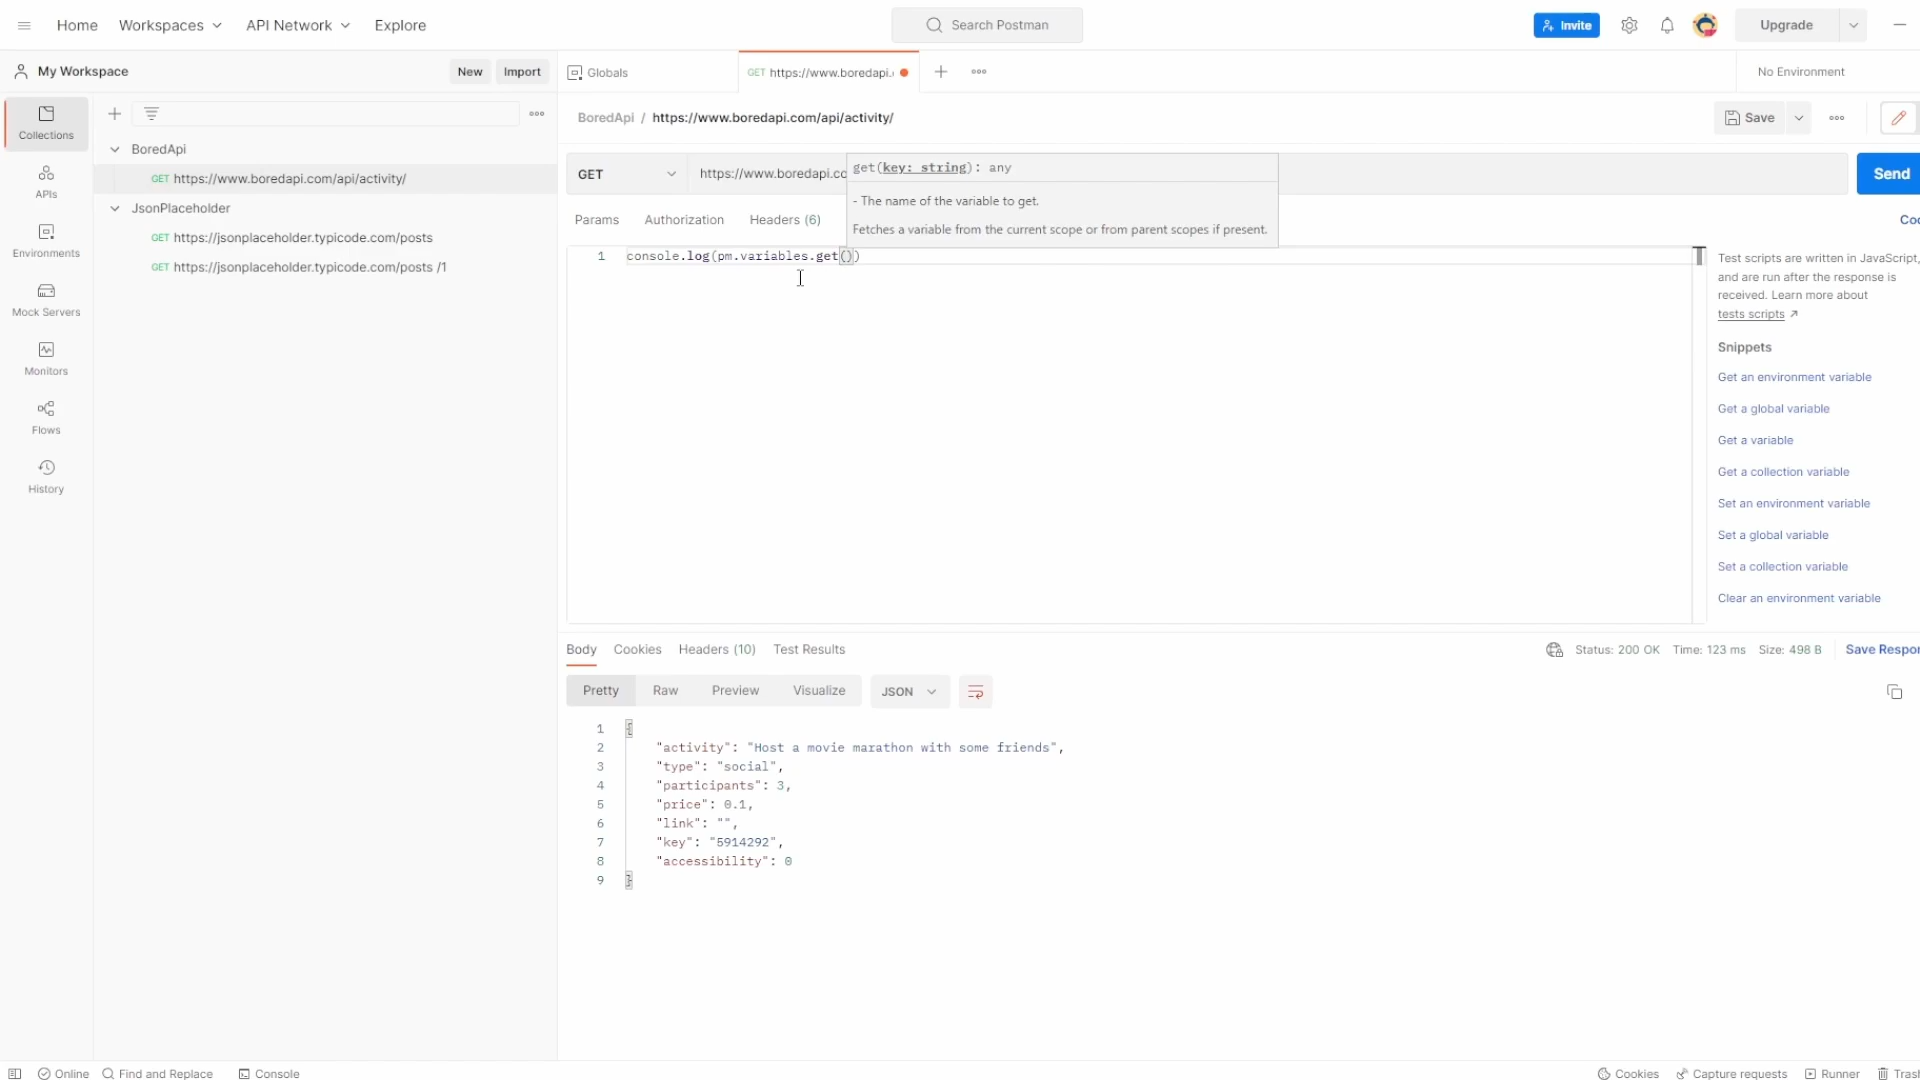 Home Workspaces API Network Explore Search Postman Invite Upgrade
My Workspace New Import Globals GET https://www.boredapi. No Environment
BoredApi / https://www.boredapi.com/api/activity/ Save
Collections
APIs
Environments
Mock Servers
Monitors
Flows
History
BoredApi
GET https://www.boredapi.com/api/activity/
JsonPlaceholder
GET https://jsonplaceholder.typicode.com/posts
GET https://jsonplaceholder.typicode.com/posts /1
GET https://www.boredapi.co Send
get(key: string): any
- The name of the variable to get.
Fetches a variable from the current scope or from parent scopes if present.
Params Authorization Headers (6) Coo
1 console.log(pm.variables.get())
Test scripts are written in JavaScript,
and are run after the response is
received. Learn more about
tests scripts ↗
Snippets
Get an environment variable
Get a global variable
Get a variable
Get a collection variable
Set an environment variable
Set a global variable
Set a collection variable
Clear an environment variable
Body Cookies Headers (10) Test Results Status: 200 OK Time: 123 ms Size: 498 B Save Respon
Pretty Raw Preview Visualize JSON
1 {
2 "activity": "Host a movie marathon with some friends",
3 "type": "social",
4 "participants": 3,
5 "price": 0.1,
6 "link": "",
7 "key": "5914292",
8 "accessibility": 0
9 }
Online Find and Replace Console Cookies Capture requests Runner Trash